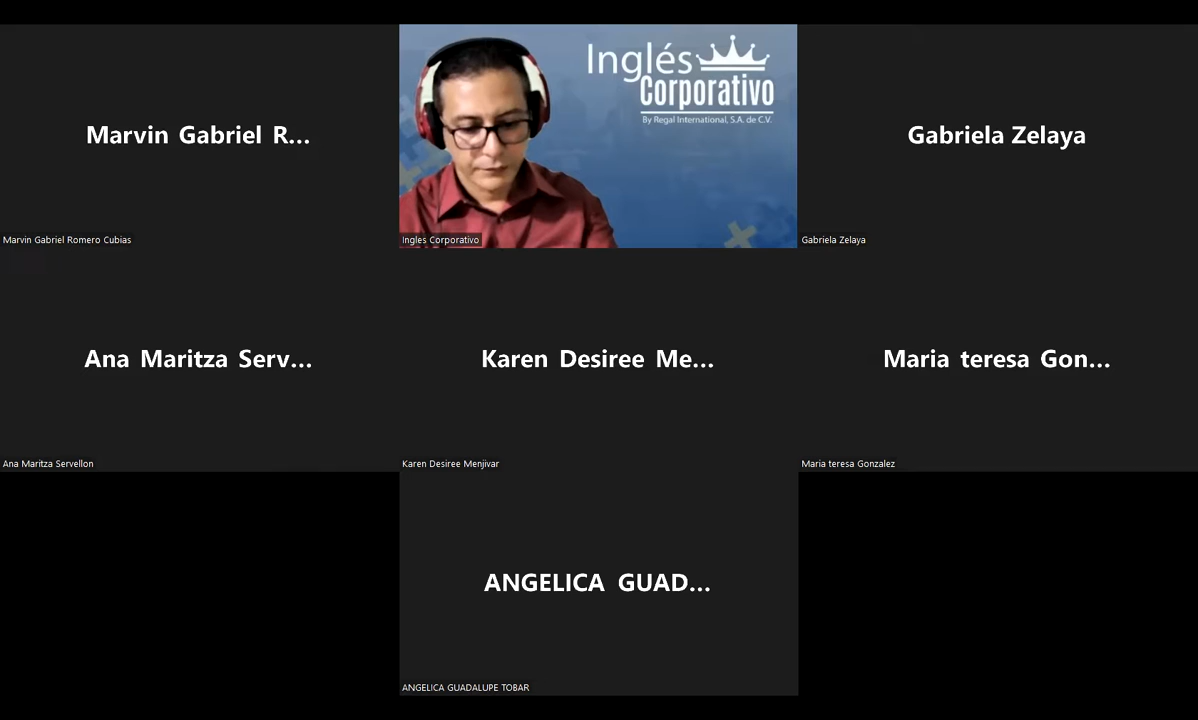 Marvin Gabriel R...
Marvin Gabriel Romero Cubias
Inglés
Corporativo
By Regal International, S.A. de C.V.
Ingles Corporativo
Gabriela Zelaya
Gabriela Zelaya
Ana Maritza Serv...
Ana Maritza Servellon
Karen Desiree Me...
Karen Desiree Menjivar
Maria teresa Gon...
Maria teresa Gonzalez
ANGELICA GUAD...
ANGELICA GUADALUPE TOBAR